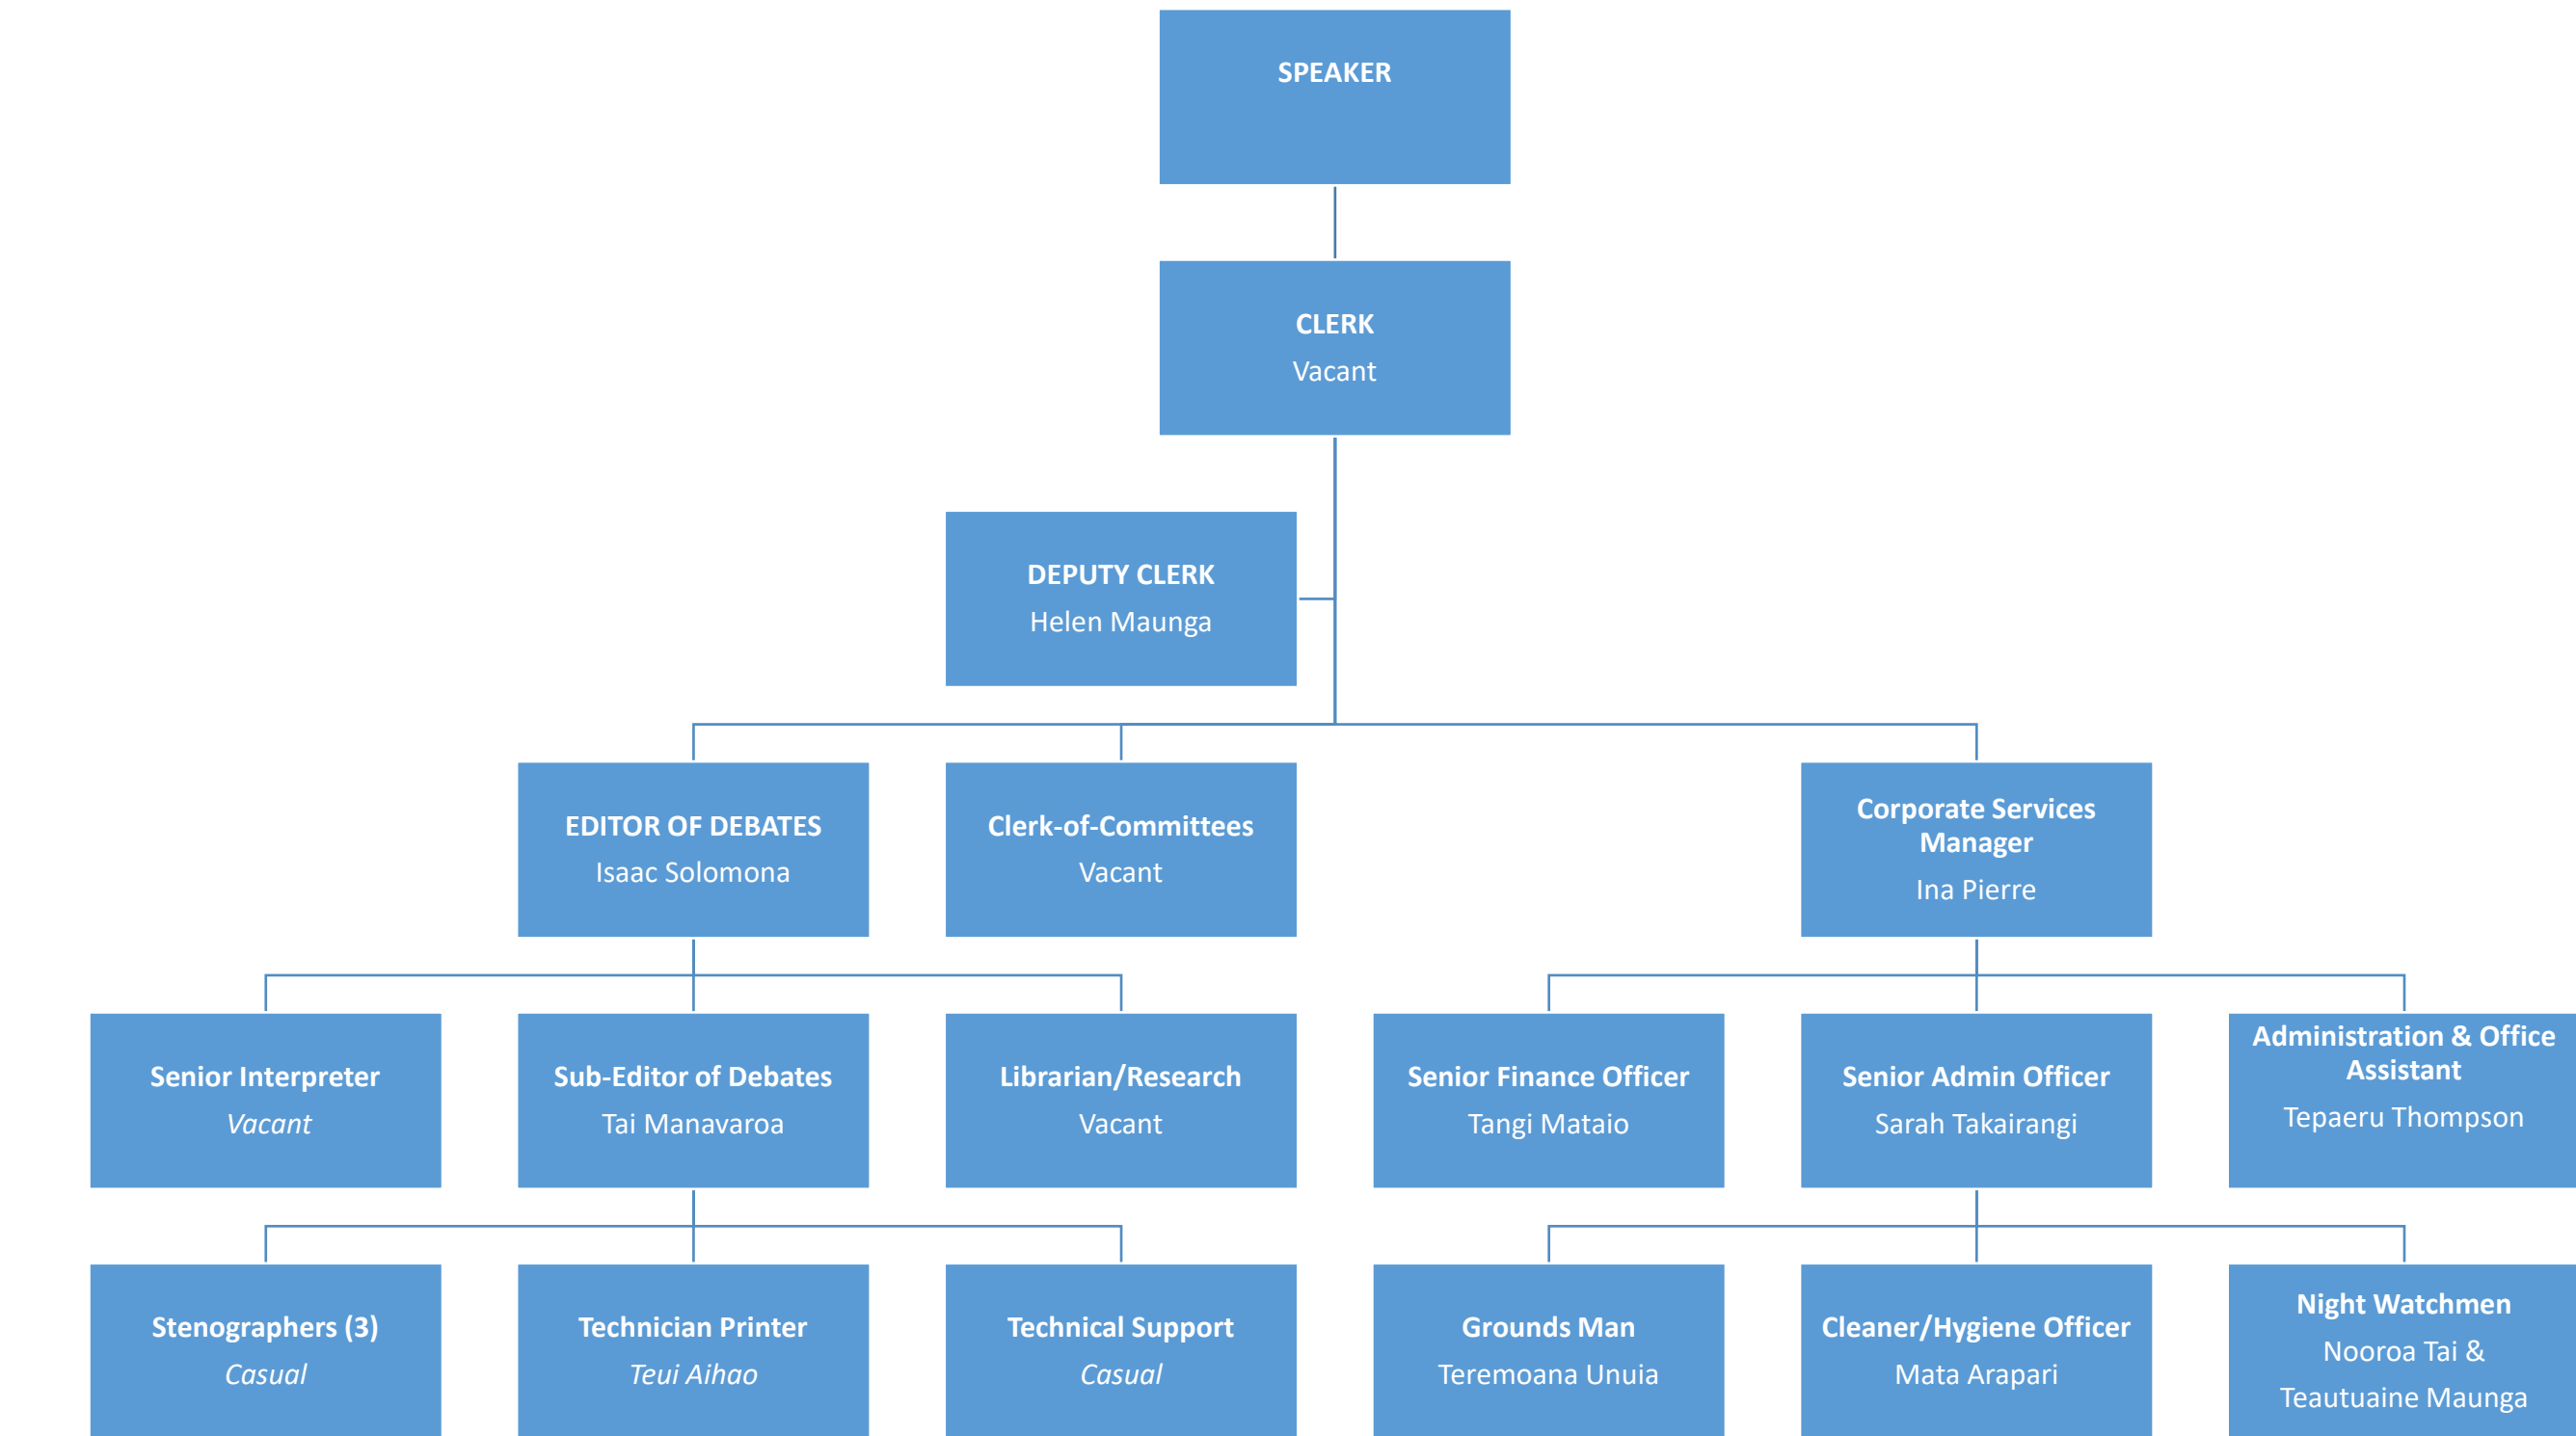 SPEAKER
CLERK
Vacant
DEPUTY CLERK
Helen Maunga
EDITOR OF DEBATES
Isaac Solomona
Clerk-of-Committees
Vacant
Corporate Services
Manager
Ina Pierre
Senior Interpreter
Vacant
Sub-Editor of Debates
Tai Manavaroa
Librarian/Research
Vacant
Senior Finance Officer
Tangi Mataio
Senior Admin Officer
Sarah Takairangi
Administration & Office
Assistant
Tepaeru Thompson
Stenographers (3)
Casual
Technician Printer
Teui Aihao
Technical Support
Casual
Grounds Man
Teremoana Unuia
Cleaner/Hygiene Officer
Mata Arapari
Night Watchmen
Nooroa Tai &
Teautuaine Maunga